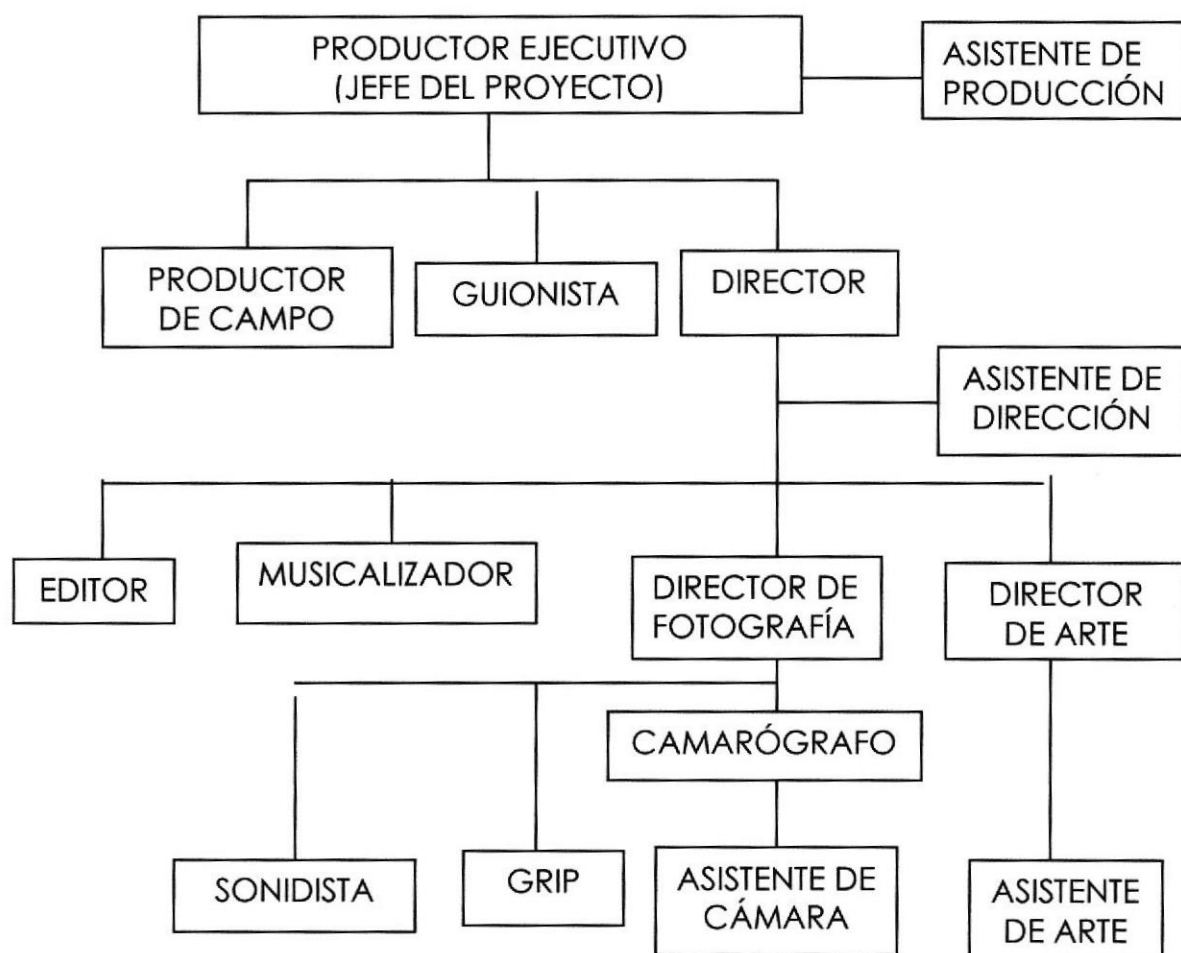 PRODUCTOR EJECUTIVO
(JEFE DEL PROYECTO)
ASISTENTE DE
PRODUCCIÓN
PRODUCTOR
DE CAMPO
GUIONISTA
DIRECTOR
ASISTENTE DE
DIRECCIÓN
EDITOR
MUSICALIZADOR
DIRECTOR DE
FOTOGRAFÍA
DIRECTOR
DE ARTE
CAMARÓGRAFO
SONIDISTA
GRIP
ASISTENTE DE
CÁMARA
ASISTENTE
DE ARTE